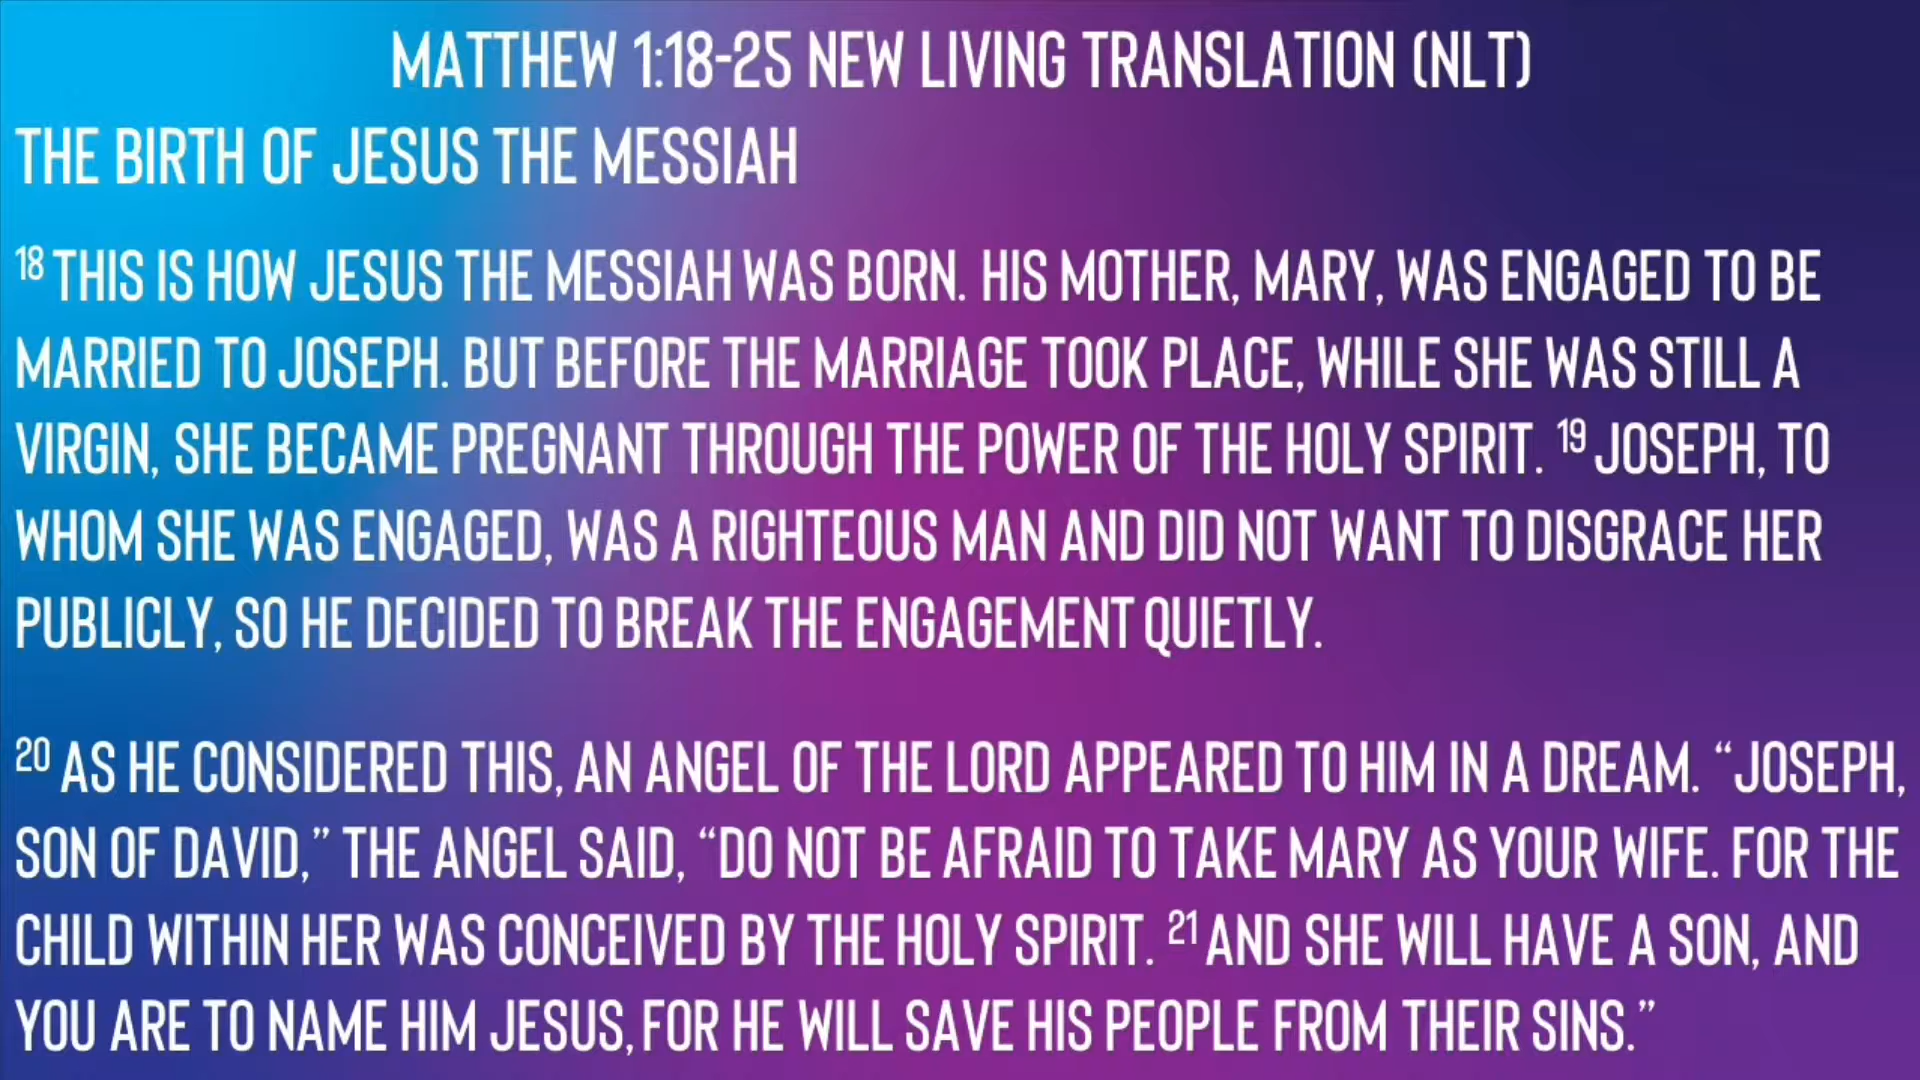 MATTHEW 1:18-25 NEW LIVING TRANSLATION (NLT)
THE BIRTH OF JESUS THE MESSIAH
18 THIS IS HOW JESUS THE MESSIAH WAS BORN. HIS MOTHER, MARY, WAS ENGAGED TO BE
MARRIED TO JOSEPH. BUT BEFORE THE MARRIAGE TOOK PLACE, WHILE SHE WAS STILL A
VIRGIN, SHE BECAME PREGNANT THROUGH THE POWER OF THE HOLY SPIRIT. 19 JOSEPH, TO
WHOM SHE WAS ENGAGED, WAS A RIGHTEOUS MAN AND DID NOT WANT TO DISGRACE HER
PUBLICLY, SO HE DECIDED TO BREAK THE ENGAGEMENT QUIETLY.
20 AS HE CONSIDERED THIS, AN ANGEL OF THE LORD APPEARED TO HIM IN A DREAM. “JOSEPH,
SON OF DAVID,” THE ANGEL SAID, “DO NOT BE AFRAID TO TAKE MARY AS YOUR WIFE. FOR THE
CHILD WITHIN HER WAS CONCEIVED BY THE HOLY SPIRIT. 21 AND SHE WILL HAVE A SON, AND
YOU ARE TO NAME HIM JESUS, FOR HE WILL SAVE HIS PEOPLE FROM THEIR SINS.”